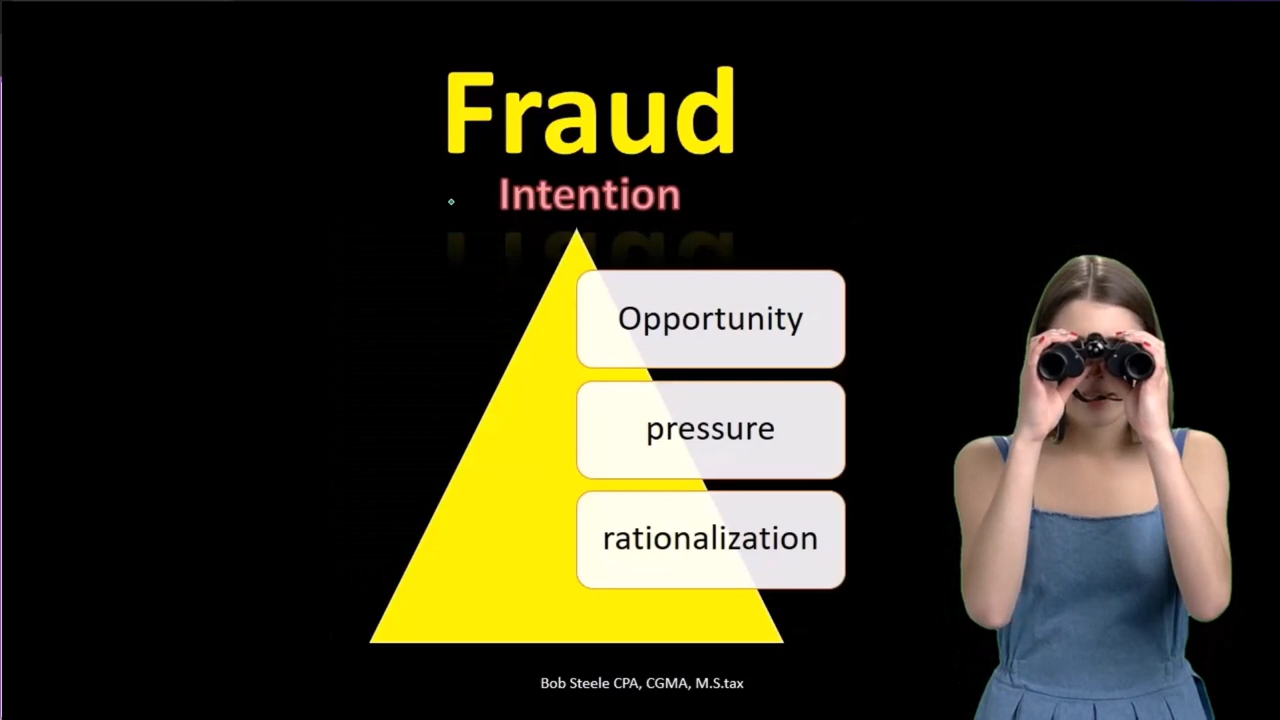 Fraud
Intention
Opportunity
pressure
rationalization
Bob Steele CPA, CGMA, M.S.tax